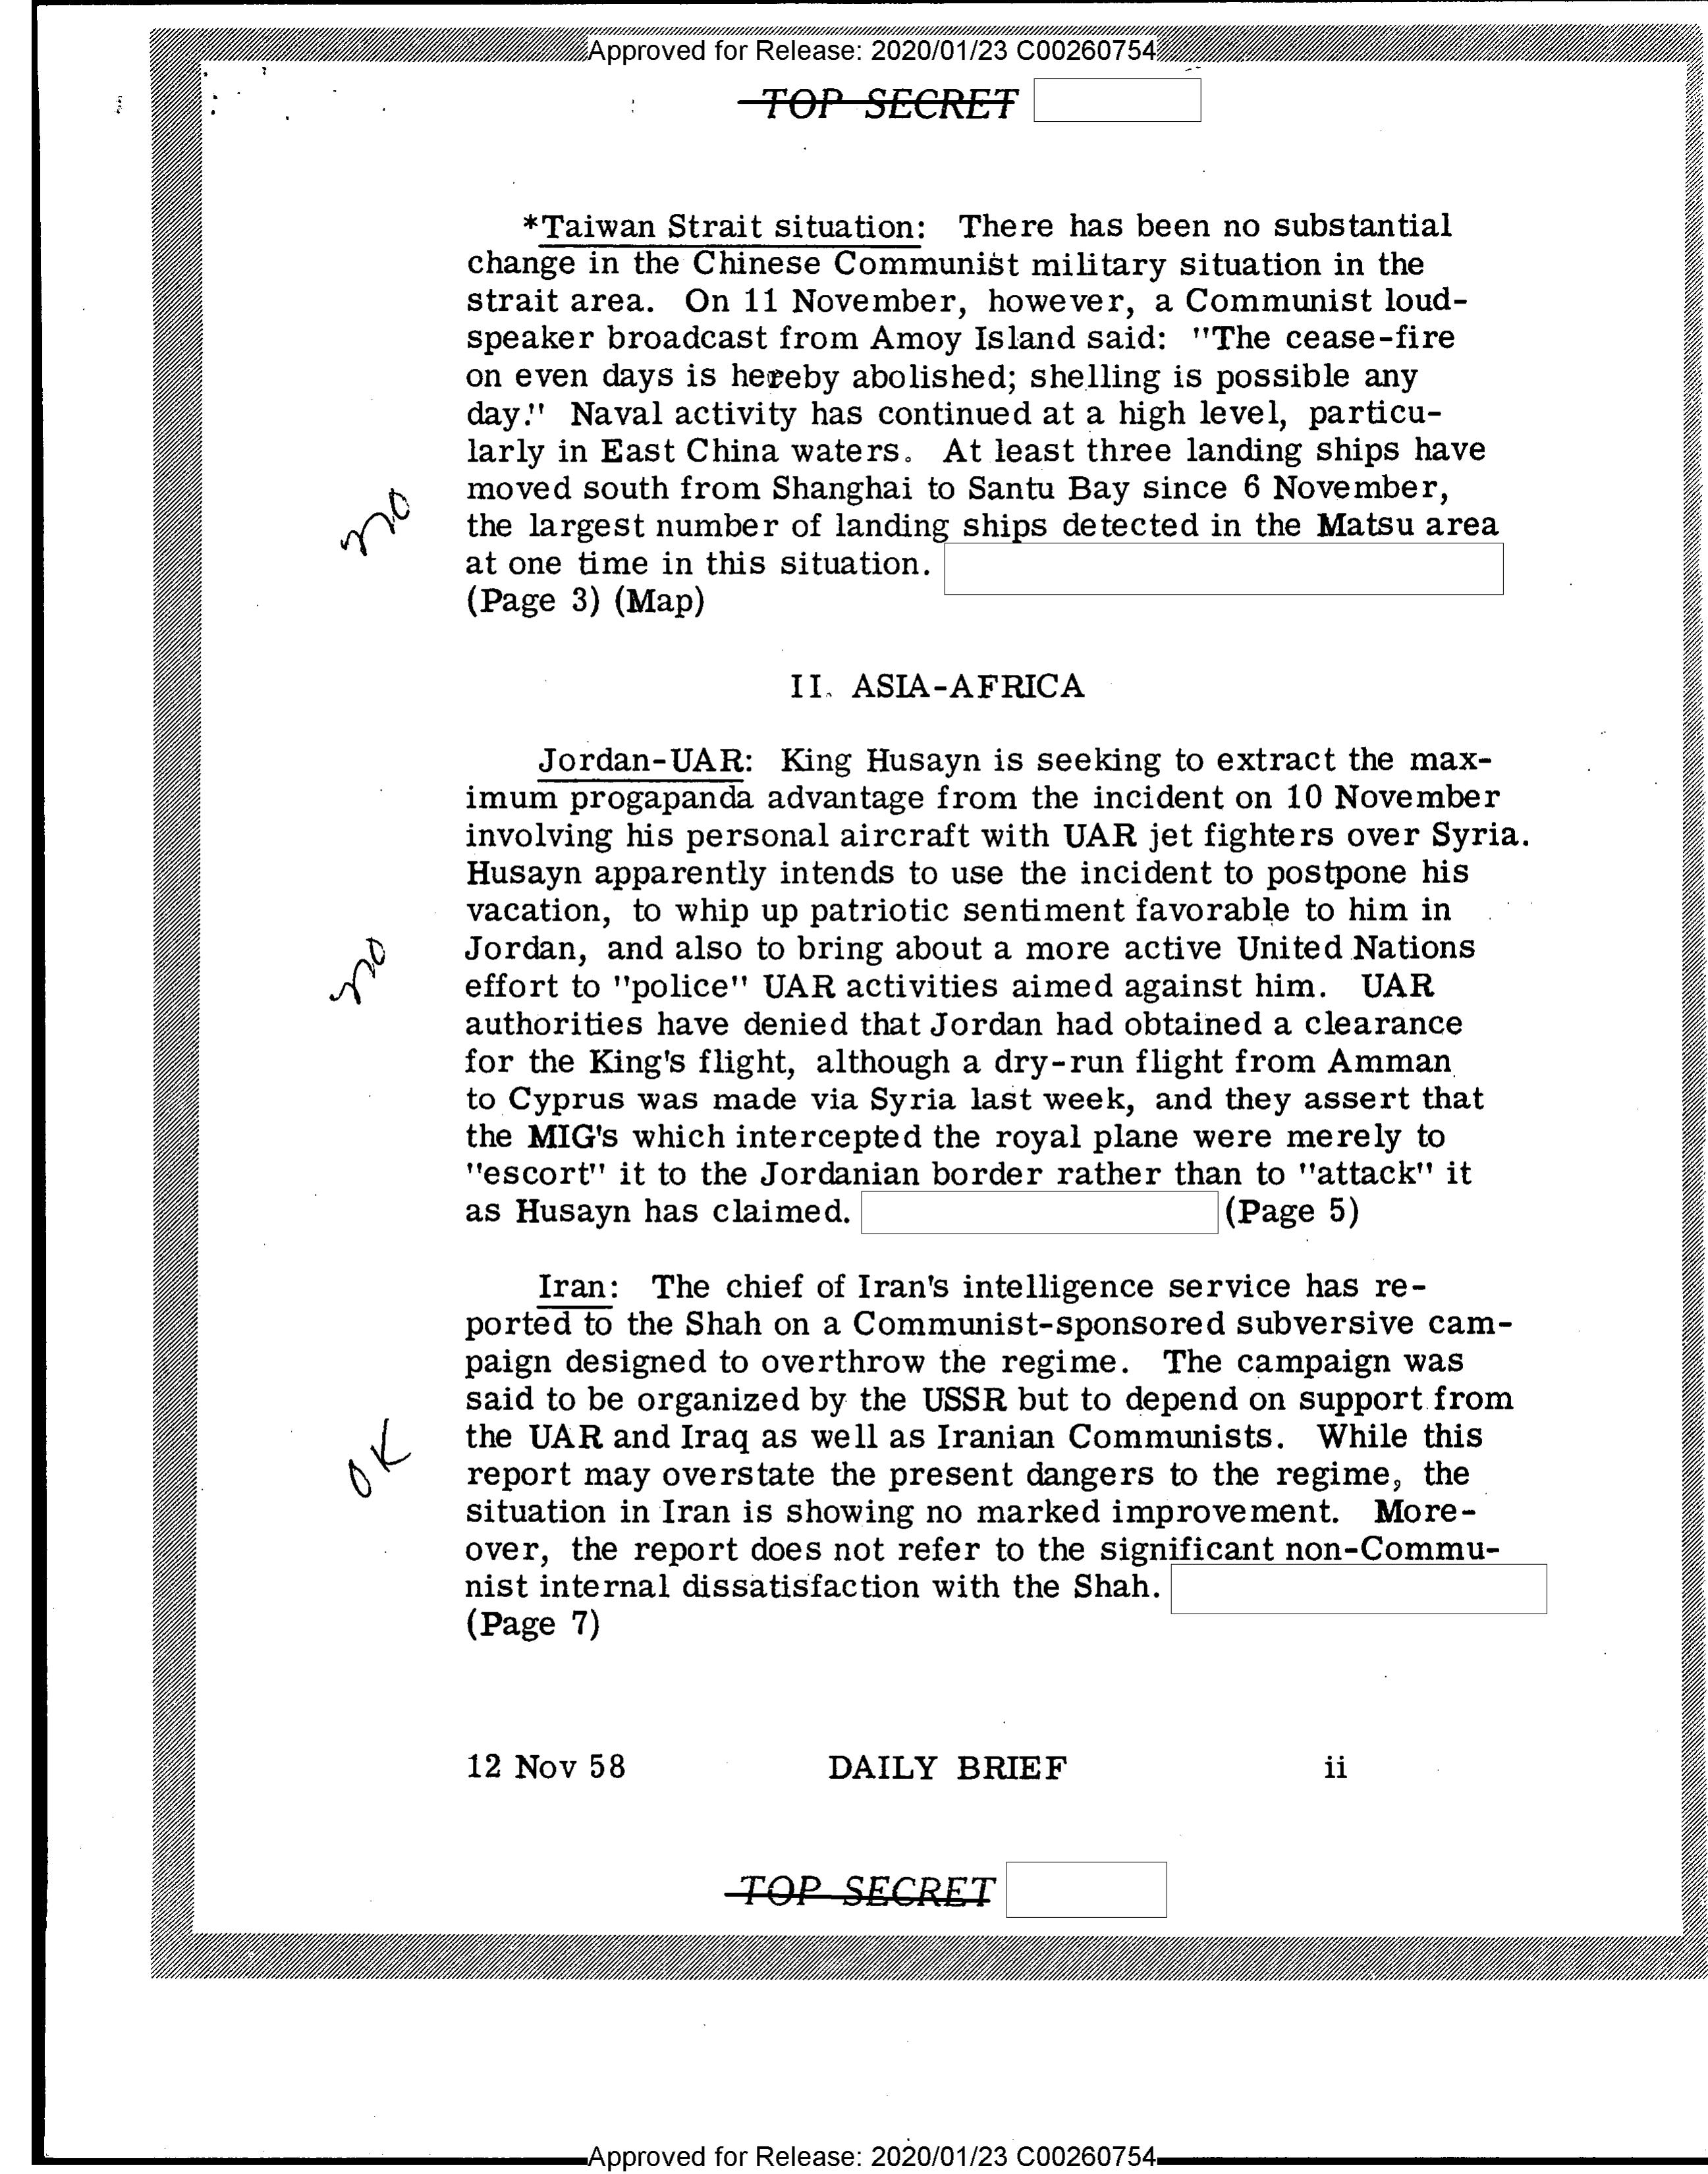 Approved for Release: 2020/01/23 C00260754
TOP SECRET
*Taiwan Strait situation: There has been no substantial
change in the Chinese Communist military situation in the
strait area. On 11 November, however, a Communist loud-
speaker broadcast from Amoy Island said: "The cease-fire
on even days is hereby abolished; shelling is possible any
day." Naval activity has continued at a high level, particu-
larly in East China waters. At least three landing ships have
moved south from Shanghai to Santu Bay since 6 November,
no
the largest number of landing ships detected in the Matsu area
at one time in this situation.
(Page 3) (Map)
II. ASIA-AFRICA
Jordan-UAR: King Husayn is seeking to extract the max-
imum progapanda advantage from the incident on 10 November
involving his personal aircraft with UAR jet fighters over Syria.
Husayn apparently intends to use the incident to postpone his
vacation, to whip up patriotic sentiment favorable to him in
Jordan, and also to bring about a more active United Nations
no
effort to "police" UAR activities aimed against him. UAR
authorities have denied that Jordan had obtained a clearance
for the King's flight, although a dry-run flight from Amman
to Cyprus was made via Syria last week, and they assert that
the MIG's which intercepted the royal plane were merely to
"escort" it to the Jordanian border rather than to "attack" it
as Husayn has claimed. (Page 5)
Iran: The chief of Iran's intelligence service has re-
ported to the Shah on a Communist-sponsored subversive cam-
paign designed to overthrow the regime. The campaign was
said to be organized by the USSR but to depend on support from
the UAR and Iraq as well as Iranian Communists. While this
OK
report may overstate the present dangers to the regime, the
situation in Iran is showing no marked improvement. More-
over, the report does not refer to the significant non-Commu-
nist internal dissatisfaction with the Shah.
(Page 7)
12 Nov 58 DAILY BRIEF ii
TOP SECRET
Approved for Release: 2020/01/23 C00260754